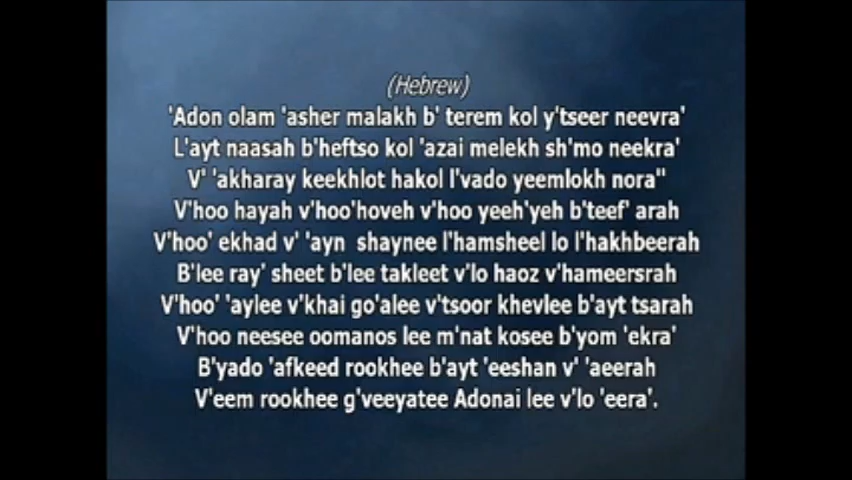 (Hebrew)
'Adon olam 'asher malakh b' terem kol y'tseer neevra'
L'ayt naasah b'heftso kol 'azai melekh sh'mo neekra'
V' 'akharay keekhlot hakol l'vado yeemlokh nora''
V'hoo hayah v'hoo'hoveh v'hoo yeeh'yeh b'teef' arah
V'hoo' ekhad v' 'ayn shaynee l'hamsheel lo l'hakhbeerah
B'lee ray' sheet b'lee takleet v'lo haoz v'hameersrah
V'hoo' 'aylee v'khai go'alee v'tsoor khevlee b'ayt tsarah
V'hoo neesee oomanos lee m'nat kosee b'yom 'ekra'
B'yado 'afkeed rookhee b'ayt 'eeshan v' 'aeerah
V'eem rookhee g'veeyatee Adonai lee v'lo 'eera'.